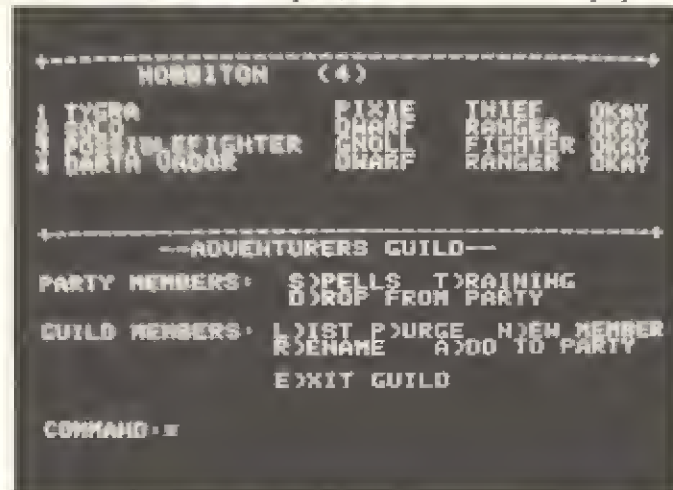 (4)
1 TYGRA PIXIE THIEF OKAY
2 SOLO DWARF RANGER OKAY
3 POSSIBLEFIGHTER GNOLL FIGHTER OKAY
4 DARTH VADOR DWARF RANGER OKAY
--ADVENTURERS GUILD--
PARTY MEMBERS: S)PELLS T)RAINING
D)ROP FROM PARTY
GUILD MEMBERS: L)IST P)URGE N)EW MEMBER
R)ENAME A)DD TO PARTY
E)XIT GUILD
COMMAND: